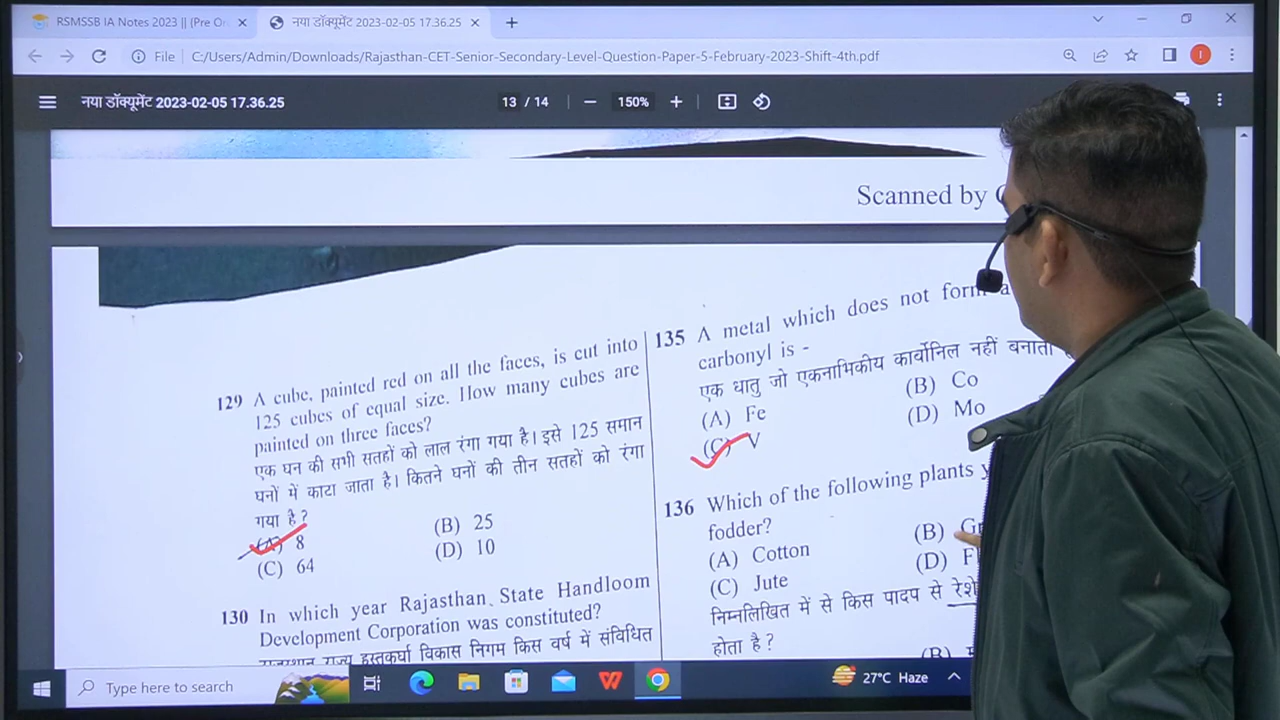 RSMSSB IA Notes 2023 || (Pre O
नया डॉक्यूमेंट 2023-02-05 17.36.25
File C:/Users/Admin/Downloads/Rajasthan-CET-Senior-Secondary-Level-Question-Paper-5-February-2023-Shift-4th.pdf
नया डॉक्यूमेंट 2023-02-05 17.36.25
13 / 14
150%
Scanned by
129 A cube, painted red on all the faces, is cut into
125 cubes of equal size. How many cubes are
painted on three faces?
एक घन की सभी सतहों को लाल रंगा गया है। इसे 125 समान
घनों में काटा जाता है। कितने घनों की तीन सतहों को रंगा
गया है?
(A) 8
(B) 25
(C) 64
(D) 10
130 In which year Rajasthan State Handloom
Development Corporation was constituted?
राजस्थान राज्य हस्तकर्घा विकास निगम किस वर्ष में संविधित
135 A metal which does not form a
carbonyl is -
एक धातु जो एकनाभिकीय कार्बोनिल नहीं बनाता
(A) Fe
(B) Co
(C) V
(D) Mo
136 Which of the following plants
fodder?
(A) Cotton
(B)
(C) Jute
(D) F
निम्नलिखित में से किस पादप से रेशे
होता है?
(B)
Type here to search
27°C Haze